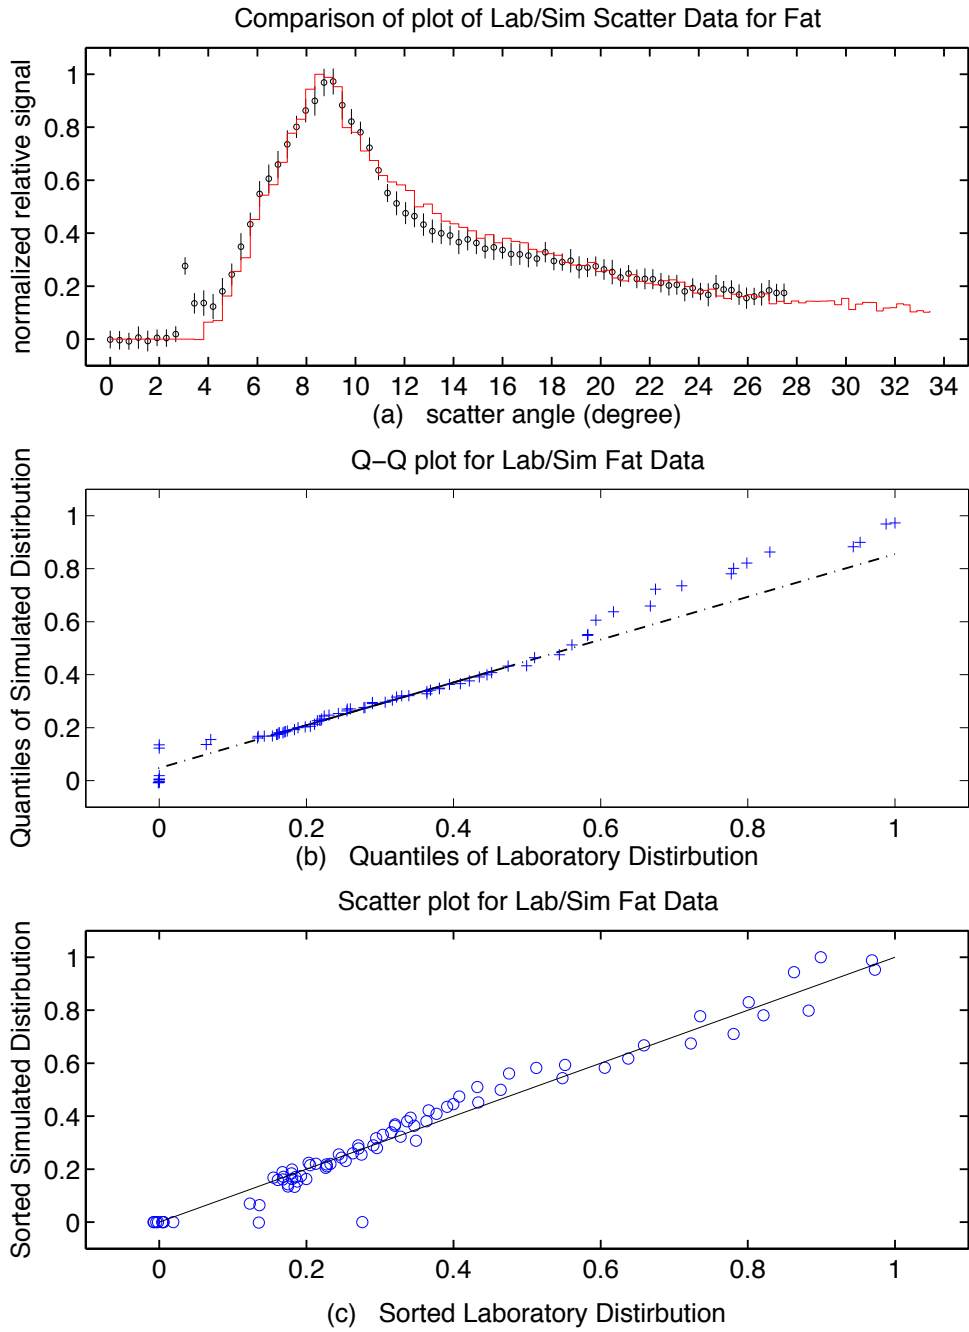 Comparison of plot of Lab/Sim Scatter Data for Fat
normalized relative signal
1
0.8
0.6
0.4
0.2
0
0 2 4 6 8 10 12 14 16 18 20 22 24 26 28 30 32 34
(a) scatter angle (degree)
Q−Q plot for Lab/Sim Fat Data
Quantiles of Simulated Distirbution
1
0.8
0.6
0.4
0.2
0
0 0.2 0.4 0.6 0.8 1
(b) Quantiles of Laboratory Distirbution
Scatter plot for Lab/Sim Fat Data
Sorted Simulated Distirbution
1
0.8
0.6
0.4
0.2
0
0 0.2 0.4 0.6 0.8 1
(c) Sorted Laboratory Distirbution